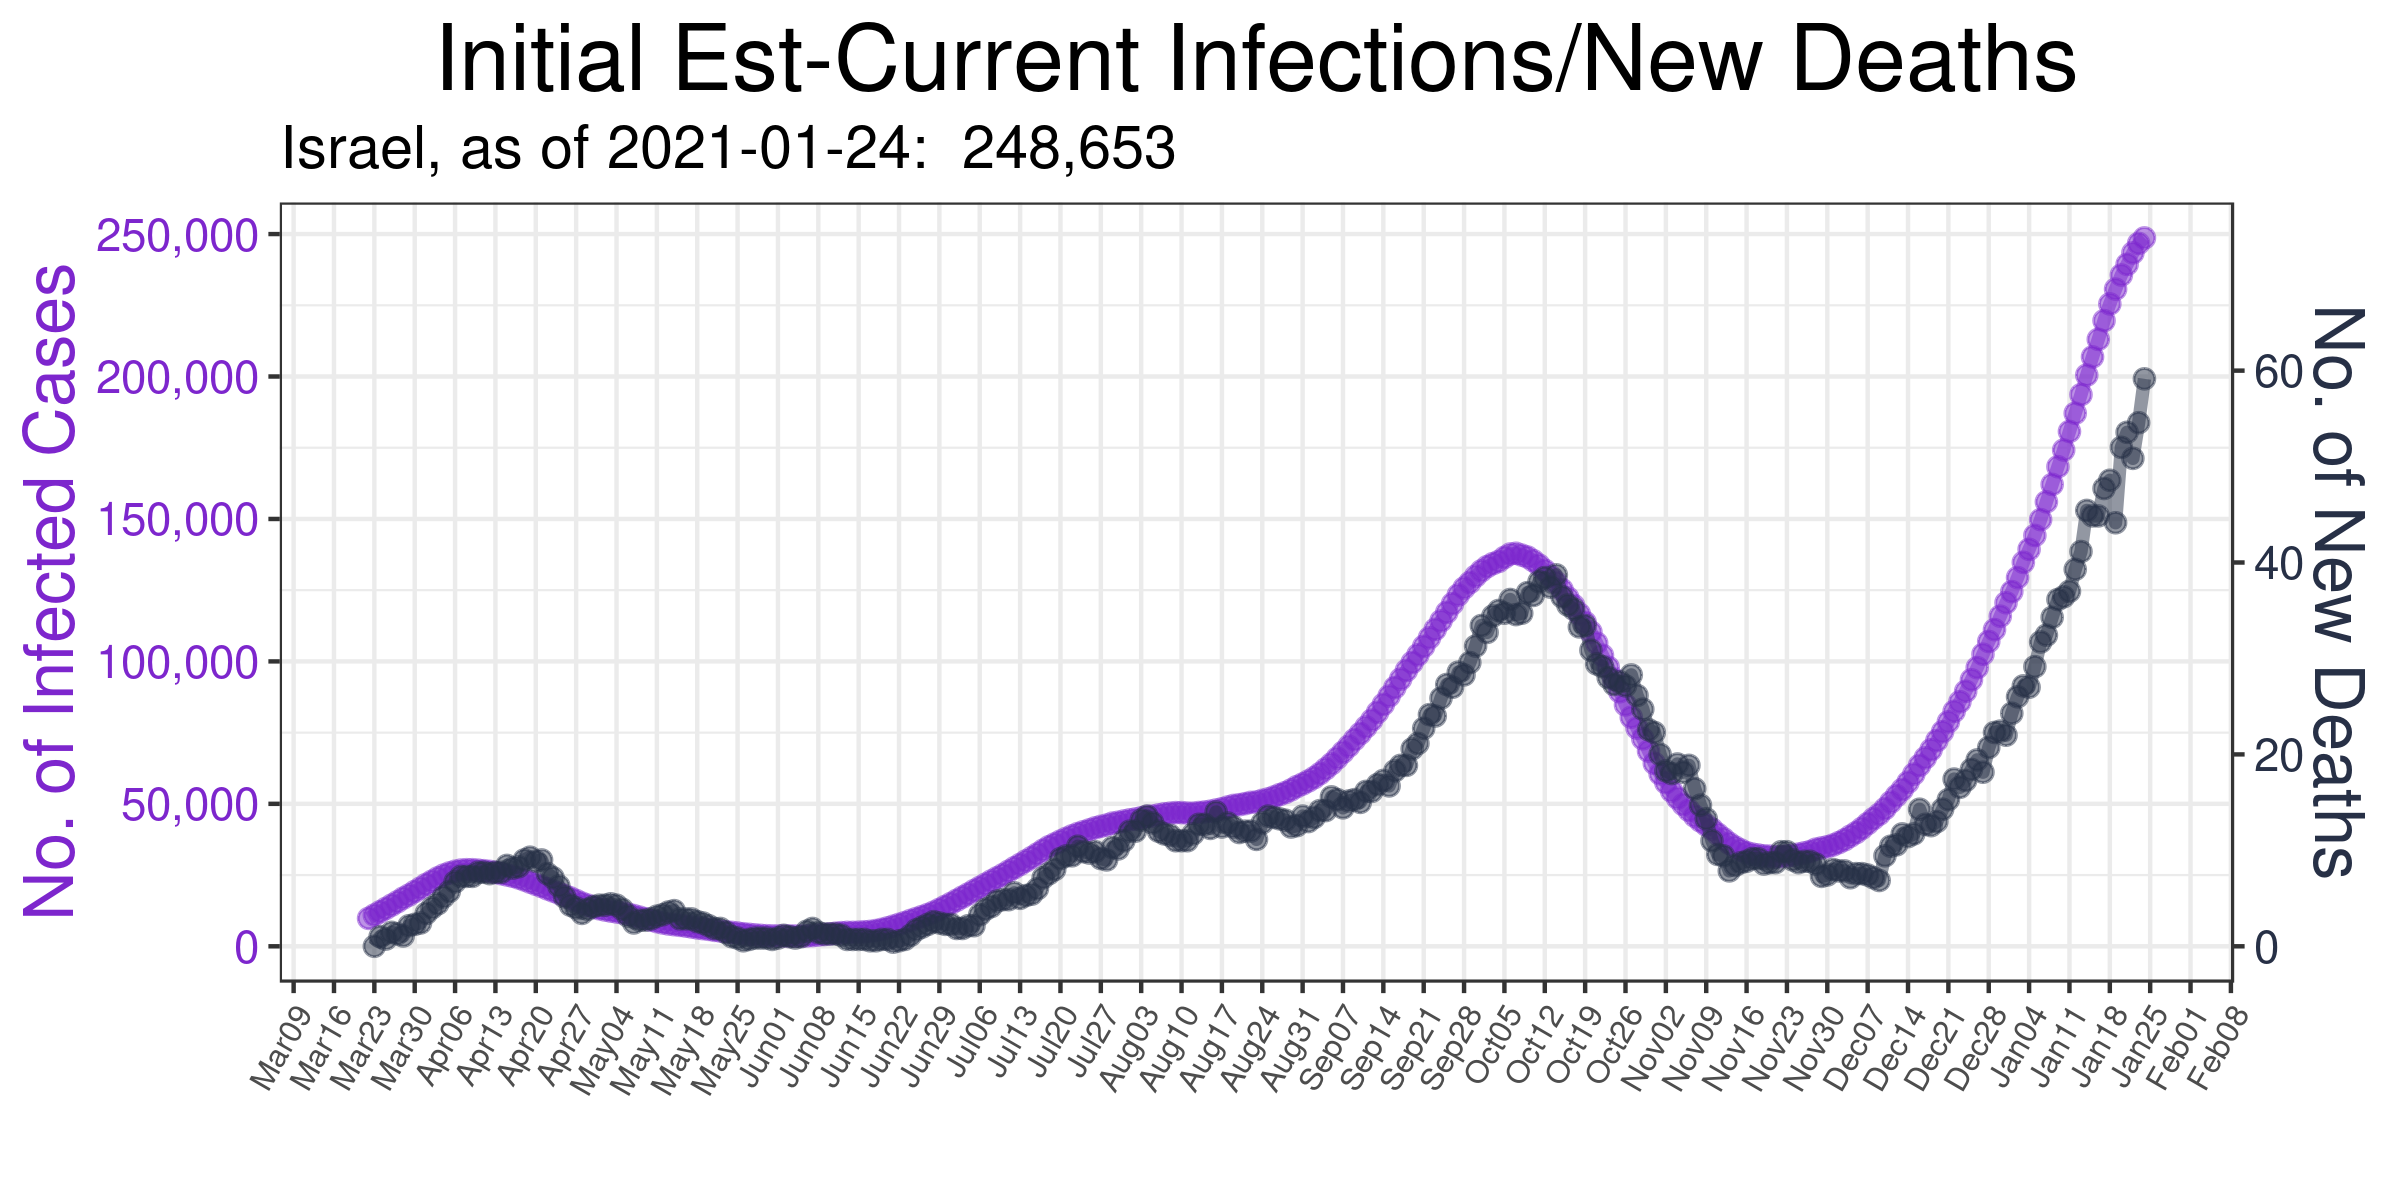 Initial Est-Current Infections/New Deaths
Israel, as of 2021-01-24: 248,653
No. of Infected Cases
250,000
200,000
150,000
100,000
50,000
0
No. of New Deaths
60
40
20
0
Mar09 Mar16 Mar23 Mar30 Apr06 Apr13 Apr20 Apr27 May04 May11 May18 May25 Jun01 Jun08 Jun15 Jun22 Jun29 Jul06 Jul13 Jul20 Jul27 Aug03 Aug10 Aug17 Aug24 Aug31 Sep07 Sep14 Sep21 Sep28 Oct05 Oct12 Oct19 Oct26 Nov02 Nov09 Nov16 Nov23 Nov30 Dec07 Dec14 Dec21 Dec28 Jan04 Jan11 Jan18 Jan25 Feb01 Feb08